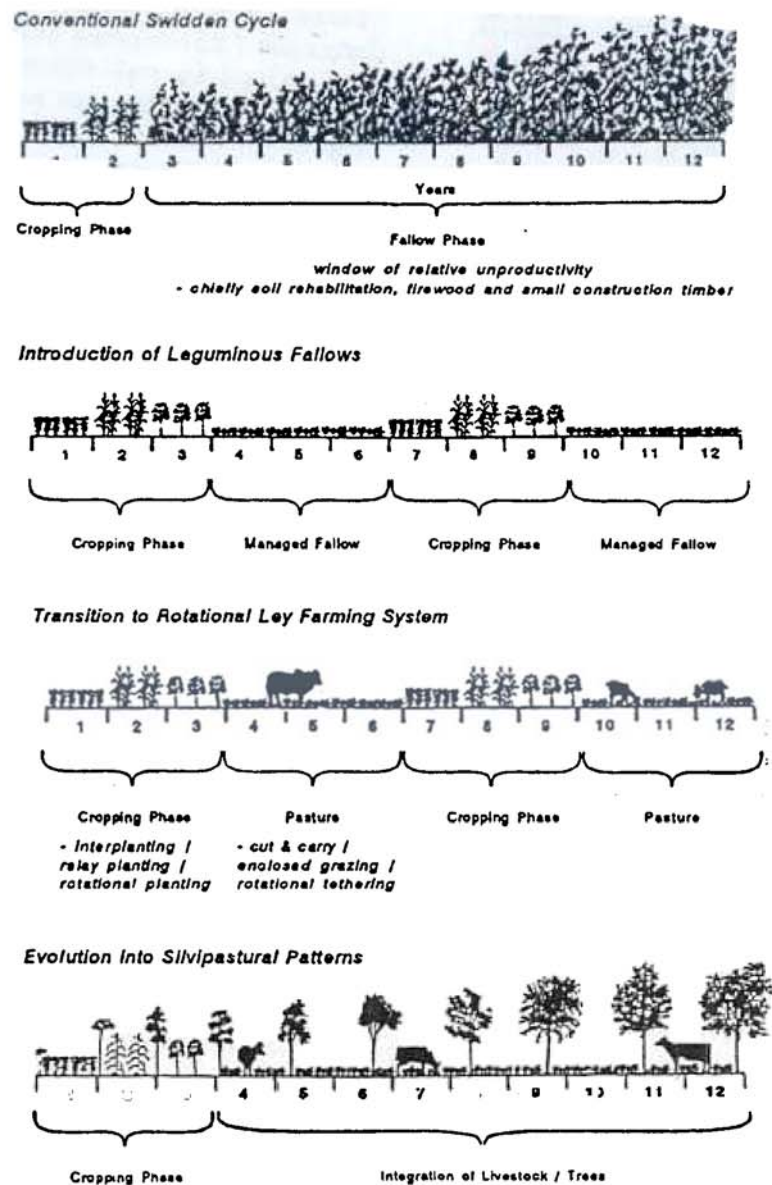 Conventional Swidden Cycle
2 3 4 5 6 7 8 9 10 11 12
Years
Cropping Phase
Fallow Phase
window of relative unproductivity
- chiefly soil rehabilitation, firewood and small construction timber
Introduction of Leguminous Fallows
1 2 3 4 5 6 7 8 9 10 11 12
Cropping Phase Managed Fallow Cropping Phase Managed Fallow
Transition to Rotational Ley Farming System
1 2 3 4 5 6 7 8 9 10 11 12
Cropping Phase Pasture Cropping Phase Pasture
- interplanting / - cut & carry /
relay planting / enclosed grazing /
rotational planting rotational tethering
Evolution into Silvipastural Patterns
4 5 6 7 9 10 11 12
Cropping Phase Integration of Livestock / Trees